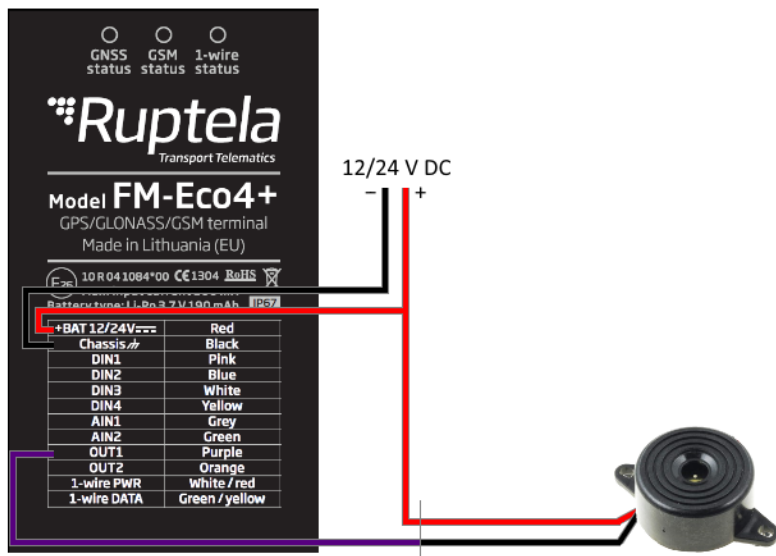 GNSS status
GSM status
1-wire status
Ruptela
Transport Telematics
Model FM-Eco4+
GPS/GLONASS/GSM terminal
Made in Lithuania (EU)
E26 10 R 04 1084*00 CE1304 RoHS
Battery type: Li-Po 3.7 V 190 mAh IP67
+BAT 12/24V Red
Chassis Black
DIN1 Pink
DIN2 Blue
DIN3 White
DIN4 Yellow
AIN1 Grey
AIN2 Green
OUT1 Purple
OUT2 Orange
1-wire PWR White / red
1-wire DATA Green / yellow
12/24 V DC
− +